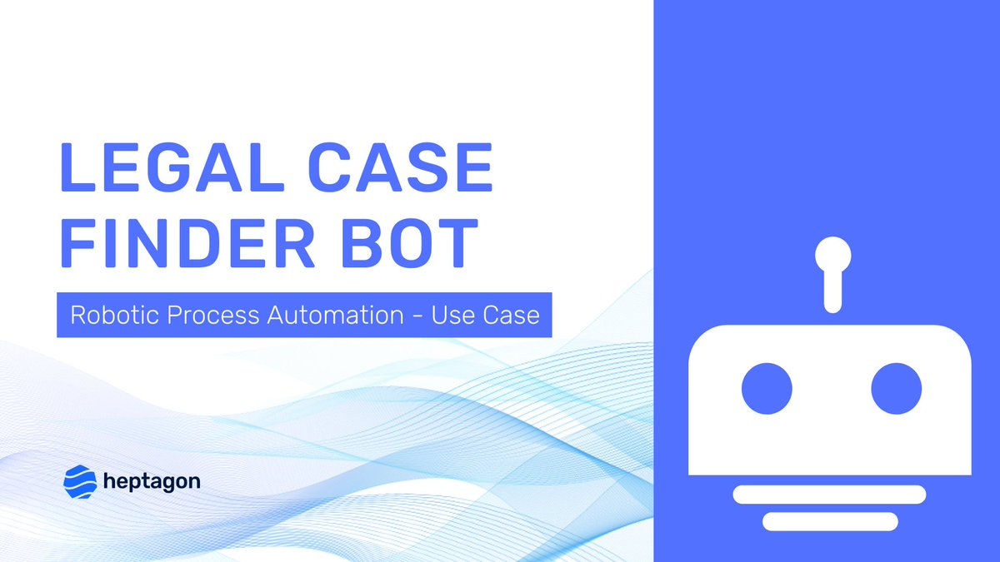 LEGAL CASE
FINDER BOT
Robotic Process Automation - Use Case
heptagon